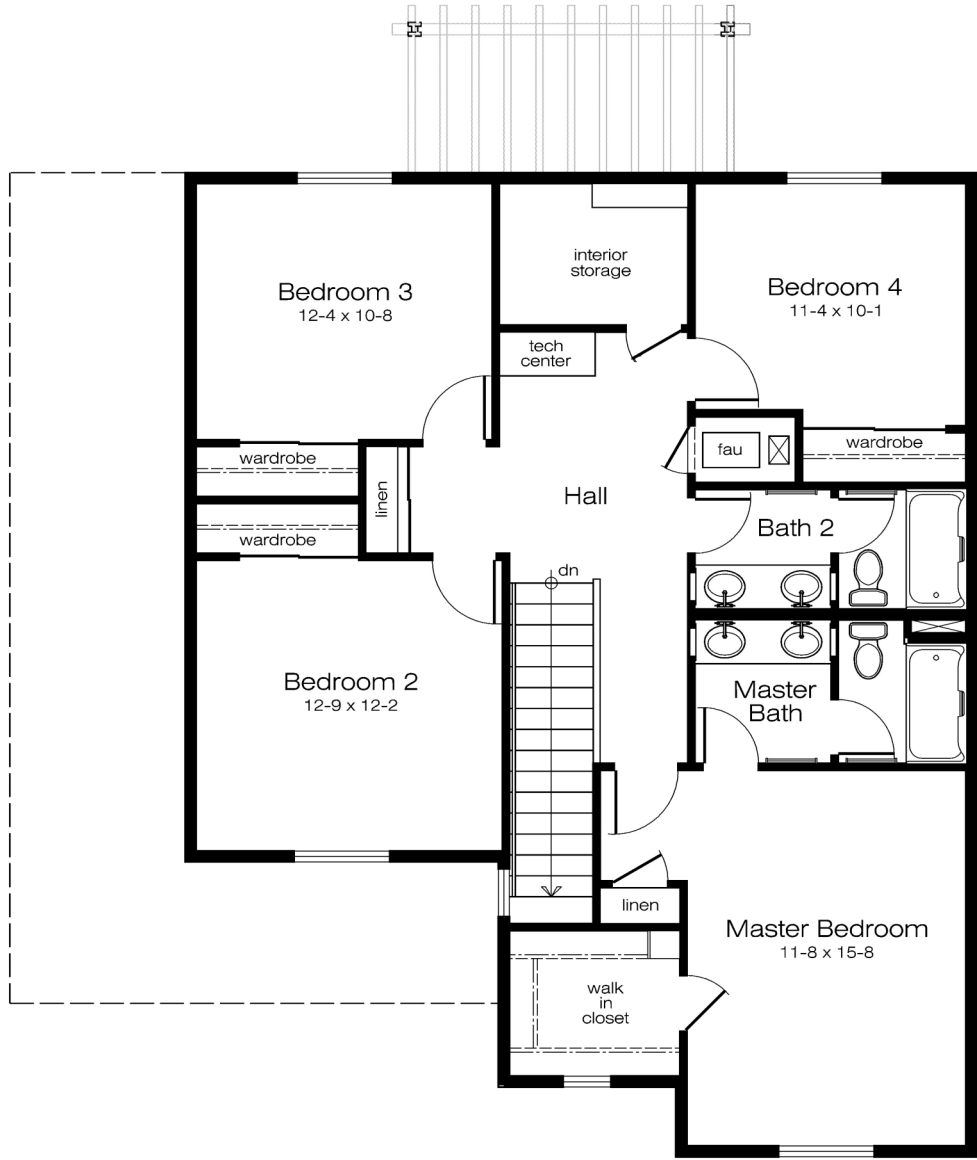 Bedroom 3
12-4 x 10-8
interior
storage
Bedroom 4
11-4 x 10-1
tech
center
wardrobe
linen
wardrobe
fau
wardrobe
Hall
Bath 2
dn
Bedroom 2
12-9 x 12-2
Master
Bath
linen
Master Bedroom
11-8 x 15-8
walk
in
closet